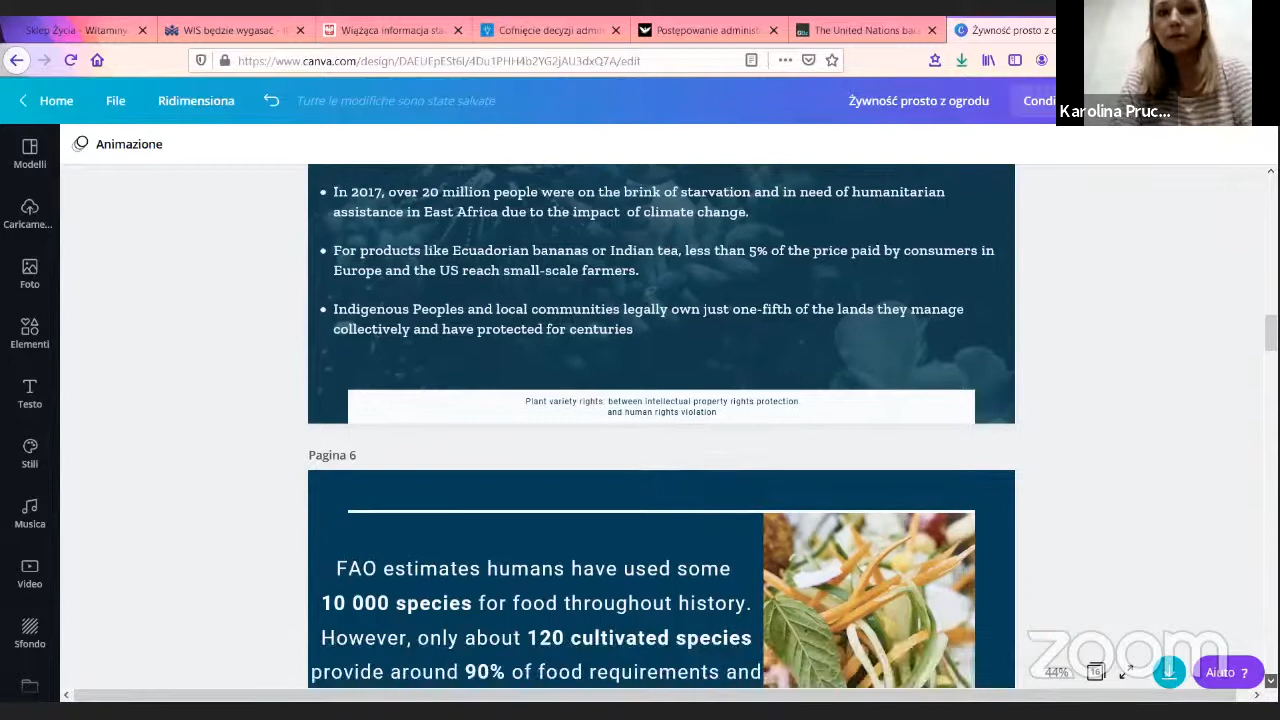 Sklep Życia - Witaminy,
WIS będzie wygasać -
Wiążąca informacja sta
Cofnięcie decyzji admi
Postępowanie administ
The United Nations
Żywność prosto z o
https://www.canva.com/design/
Home
File
Ridimensiona
Tutte le modifiche sono state salvate
Żywność prosto z ogrodu
Condi
Karolina Pruc...
Animazione
Modelli
Caricame...
Foto
Elementi
Testo
Stili
Musica
Video
Sfondo
• In 2017, over 20 million people were on the brink of starvation and in need of humanitarian
assistance in East Africa due to the impact of climate change.
• For products like Ecuadorian bananas or Indian tea, less than 5% of the price paid by consumers in
Europe and the US reach small-scale farmers.
• Indigenous Peoples and local communities legally own just one-fifth of the lands they manage
collectively and have protected for centuries
Plant variety rights: between intellectual property rights protection
and human rights violation
Pagina 6
FAO estimates humans have used some
10 000 species for food throughout history.
However, only about 120 cultivated species
provide around 90% of food requirements and
zoom
44%
16
Aiuto ?